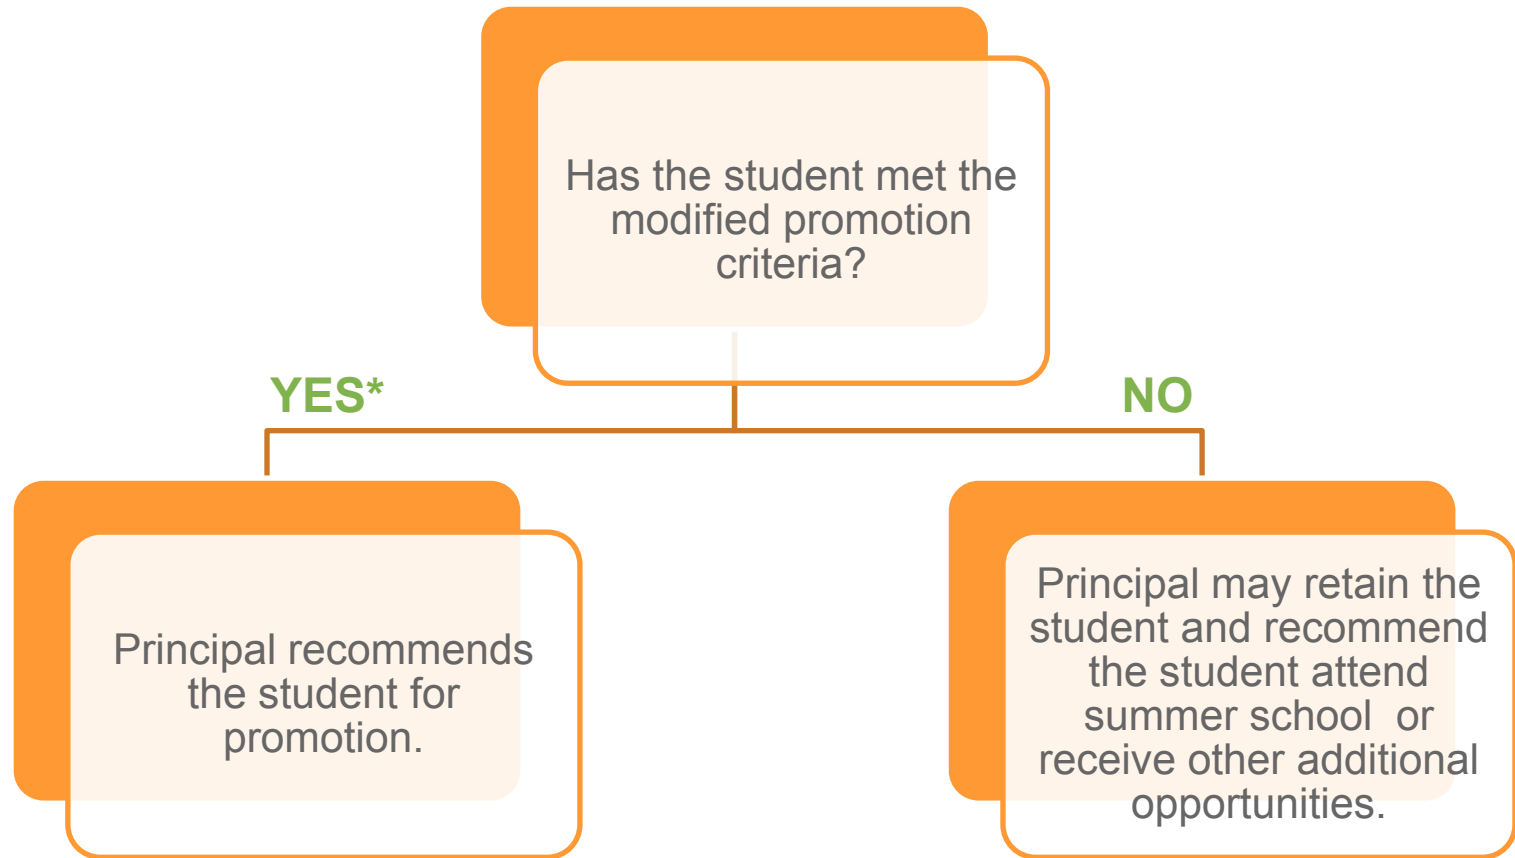 Has the student met the
modified promotion
criteria?
YES*
NO
Principal recommends
the student for
promotion.
Principal may retain the
student and recommend
the student attend
summer school  or
receive other additional
opportunities.